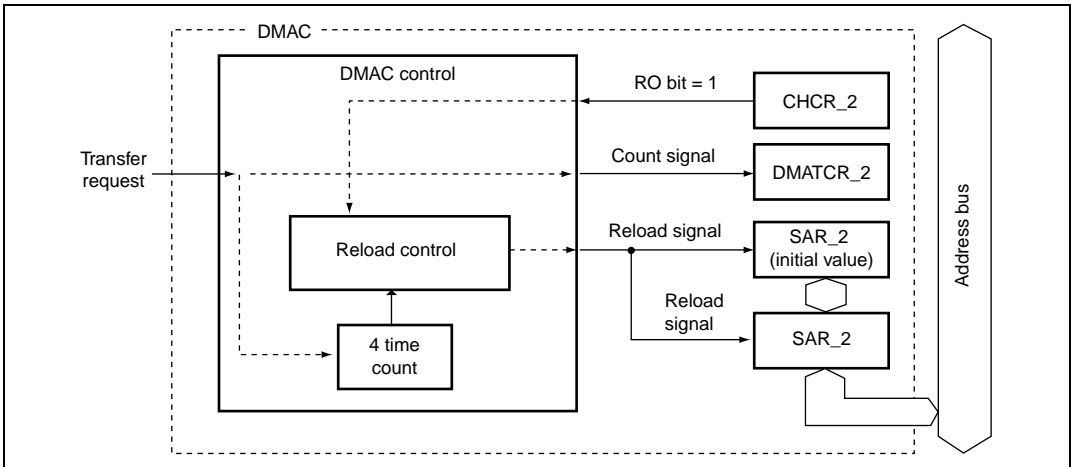 DMAC
DMAC control
RO bit = 1
CHCR_2
Transfer
request
Count signal
DMATCR_2
Reload control
Reload signal
SAR_2
(initial value)
Reload
signal
SAR_2
4 time
count
Address bus